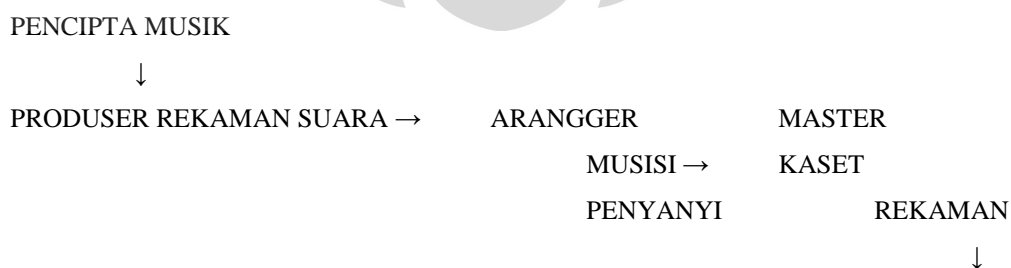 PENCIPTA MUSIK
↓
PRODUSER REKAMAN SUARA → ARANGGER MASTER
MUSISI → KASET
PENYANYI REKAMAN
↓